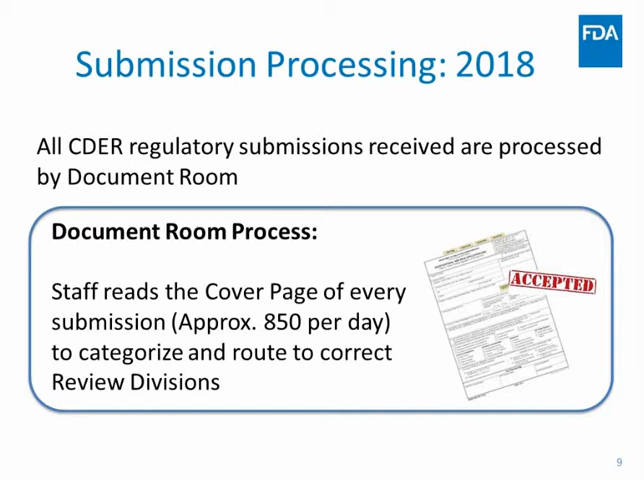 FDA
Submission Processing: 2018
All CDER regulatory submissions received are processed
by Document Room
Document Room Process:
Staff reads the Cover Page of every
submission (Approx. 850 per day)
to categorize and route to correct
Review Divisions
ACCEPTED
9